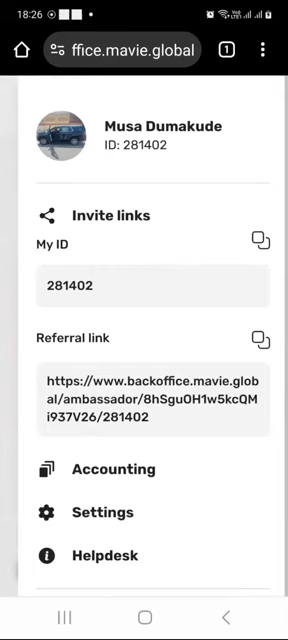 18:26
ffice.mavie.global
1
Musa Dumakude
ID: 281402
Invite links
My ID
281402
Referral link
https://www.backoffice.mavie.glob
al/ambassador/8hSguOH1w5kcQM
i937V26/281402
Accounting
Settings
Helpdesk